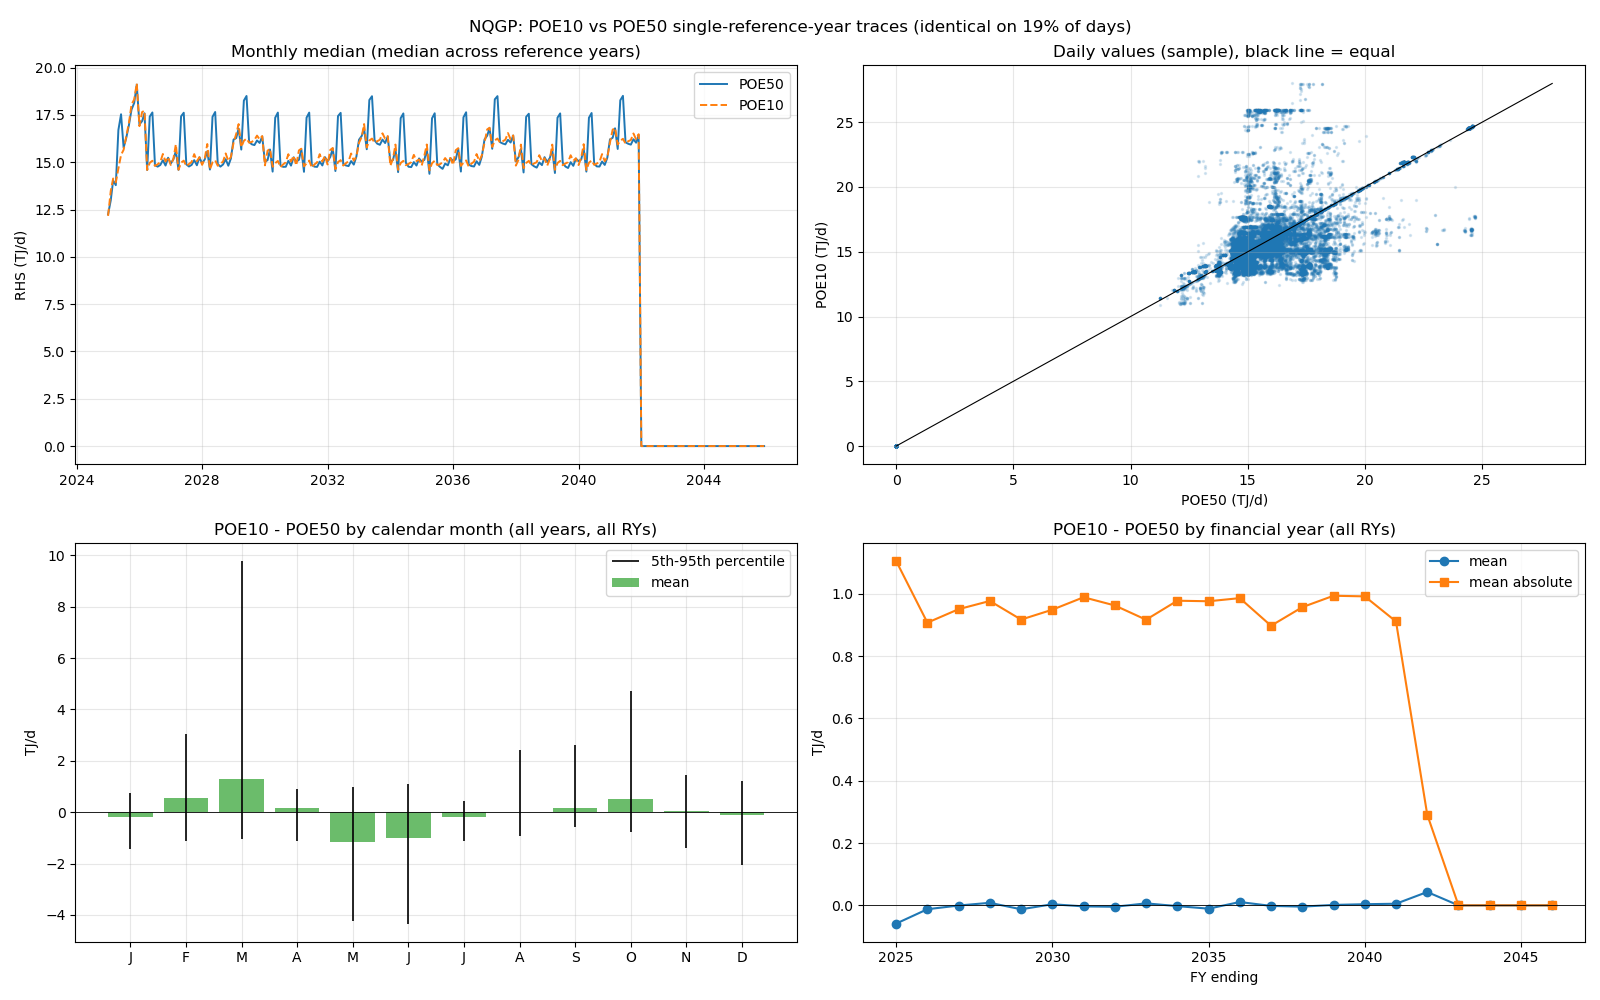 NQGP: POE10 vs POE50 single-reference-year traces (identical on 19% of days)
Monthly median (median across reference years)
RHS (TJ/d)
20.0
17.5
15.0
12.5
10.0
7.5
5.0
2.5
0.0
2024
2028
2032
2036
2040
2044
POE50
POE10
Daily values (sample), black line = equal
POE10 (TJ/d)
25
20
15
10
5
0
0
5
10
15
20
25
POE50 (TJ/d)
POE10 - POE50 by calendar month (all years, all RYs)
TJ/d
10
8
6
4
2
0
−2
−4
J
F
M
A
M
J
J
A
S
O
N
D
5th-95th percentile
mean
POE10 - POE50 by financial year (all RYs)
TJ/d
1.0
0.8
0.6
0.4
0.2
0.0
2025
2030
2035
2040
2045
FY ending
mean
mean absolute